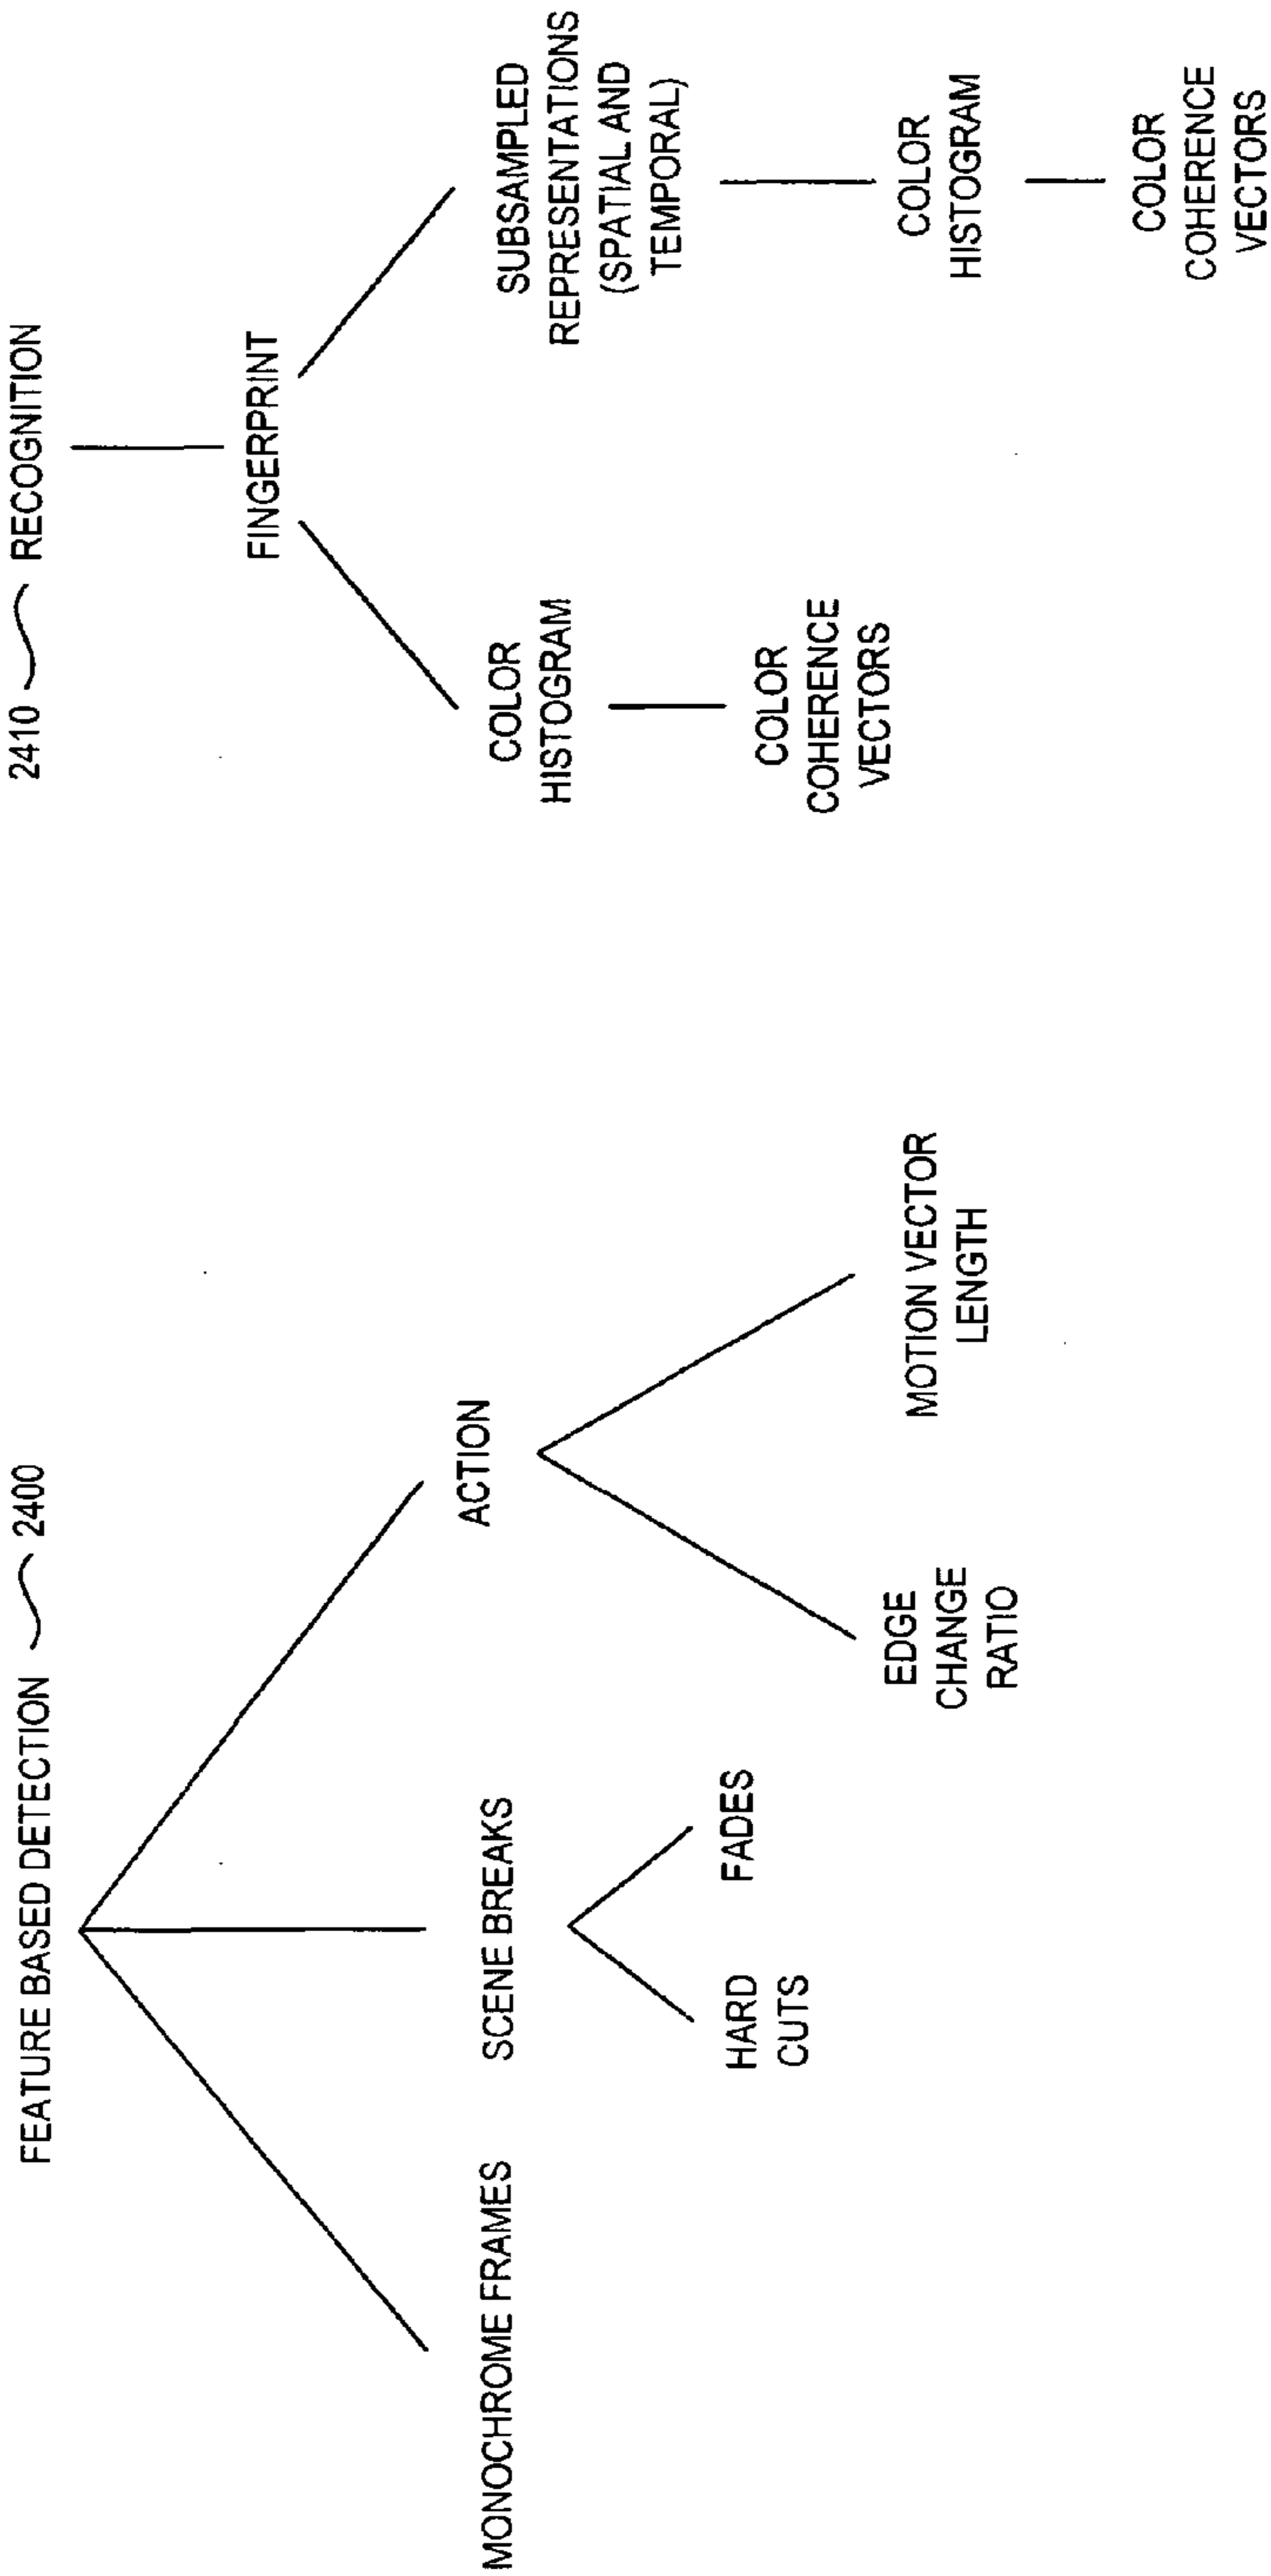 FEATURE BASED DETECTION 2400
MONOCHROME FRAMES
SCENE BREAKS
ACTION
HARD
CUTS
FADES
EDGE
CHANGE
RATIO
MOTION VECTOR
LENGTH
2410 RECOGNITION
FINGERPRINT
COLOR
HISTOGRAM
COLOR
COHERENCE
VECTORS
SUBSAMPLED
REPRESENTATIONS
(SPATIAL AND
TEMPORAL)
COLOR
HISTOGRAM
COLOR
COHERENCE
VECTORS